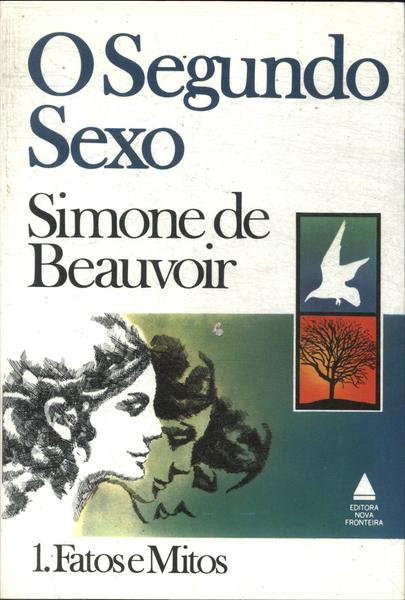 O Segundo
Sexo
Simone de
Beauvoir
EDITORA
NOVA
FRONTEIRA
1. Fatos e Mitos